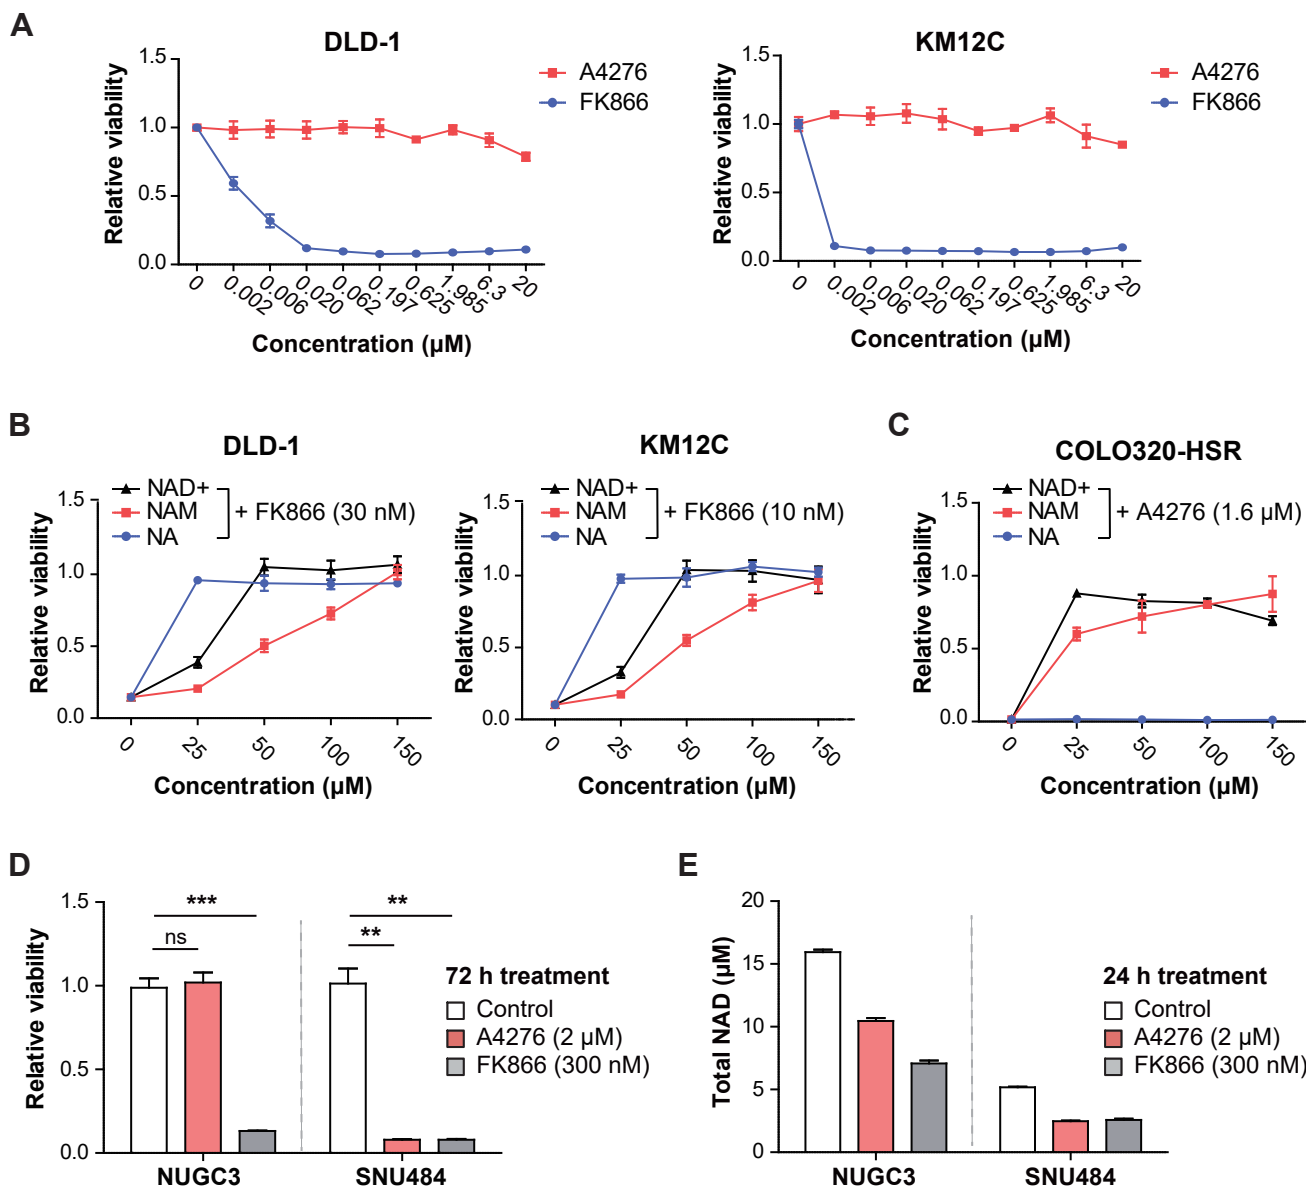 A
DLD-1
Relative viability
1.5
1.0
0.5
0.0
0
0.002
0.006
0.020
0.062
0.197
0.625
1.985
6.3
20
Concentration (µM)
A4276
FK866
KM12C
Relative viability
1.5
1.0
0.5
0.0
0
0.002
0.006
0.020
0.062
0.197
0.625
1.985
6.3
20
Concentration (µM)
A4276
FK866
B
DLD-1
NAD+
NAM
NA
+ FK866 (30 nM)
Relative viability
1.5
1.0
0.5
0.0
0
25
50
100
150
Concentration (µM)
KM12C
NAD+
NAM
NA
+ FK866 (10 nM)
Relative viability
1.5
1.0
0.5
0.0
0
25
50
100
150
Concentration (µM)
C
COLO320-HSR
NAD+
NAM
NA
+ A4276 (1.6 µM)
Relative viability
1.5
1.0
0.5
0.0
0
25
50
100
150
Concentration (µM)
D
Relative viability
1.5
1.0
0.5
0.0
***
ns
**
**
NUGC3
SNU484
72 h treatment
Control
A4276 (2 µM)
FK866 (300 nM)
E
Total NAD (µM)
20
15
10
5
0
NUGC3
SNU484
24 h treatment
Control
A4276 (2 µM)
FK866 (300 nM)